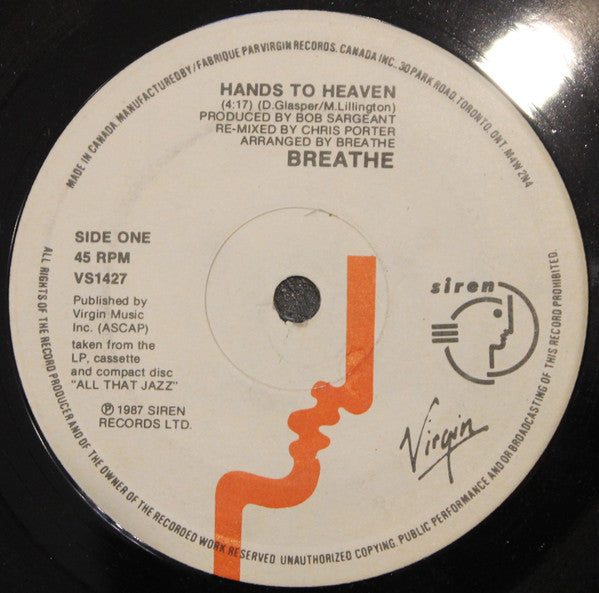 MADE IN CANADA. MANUFACTURED BY/FABRIQUE PAR VIRGIN RECORDS. CANADA INC., 30 PARK ROAD, TORONTO, ONT. M4W 2N4
HANDS TO HEAVEN
(4:17) (D.Glasper/M.Lillington)
PRODUCED BY BOB SARGEANT
RE-MIXED BY CHRIS PORTER
ARRANGED BY BREATHE
BREATHE
SIDE ONE
45 RPM
VS1427
Published by
Virgin Music
Inc. (ASCAP)
taken from the
LP, cassette
and compact disc
"ALL THAT JAZZ"
Ⓟ 1987 SIREN
RECORDS LTD.
siren
Virgin
ALL RIGHTS OF THE RECORD PRODUCER AND OF THE OWNER OF THE RECORDED WORK RESERVED. UNAUTHORIZED COPYING, PUBLIC PERFORMANCE AND/OR BROADCASTING OF THIS RECORD PROHIBITED.